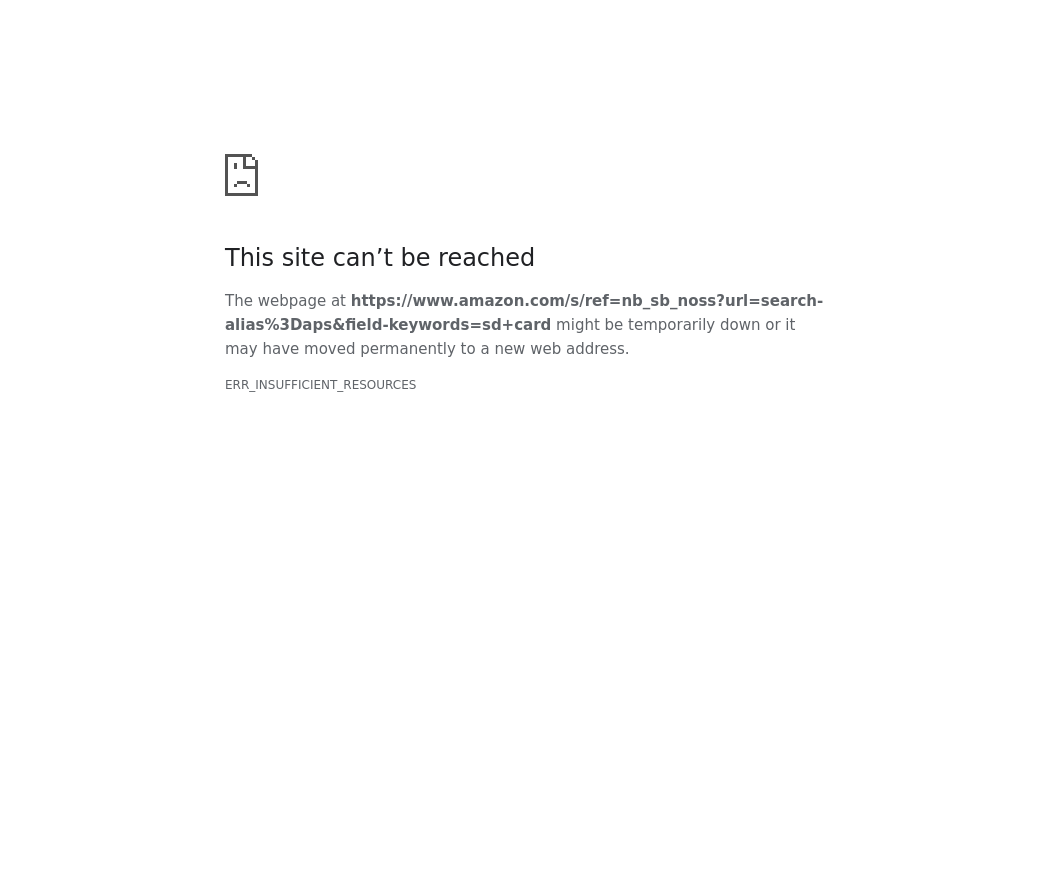 This site can’t be reached
The webpage at https://www.amazon.com/s/ref=nb_sb_noss?url=search-
alias%3Daps&field-keywords=sd+card might be temporarily down or it
may have moved permanently to a new web address.
ERR_INSUFFICIENT_RESOURCES